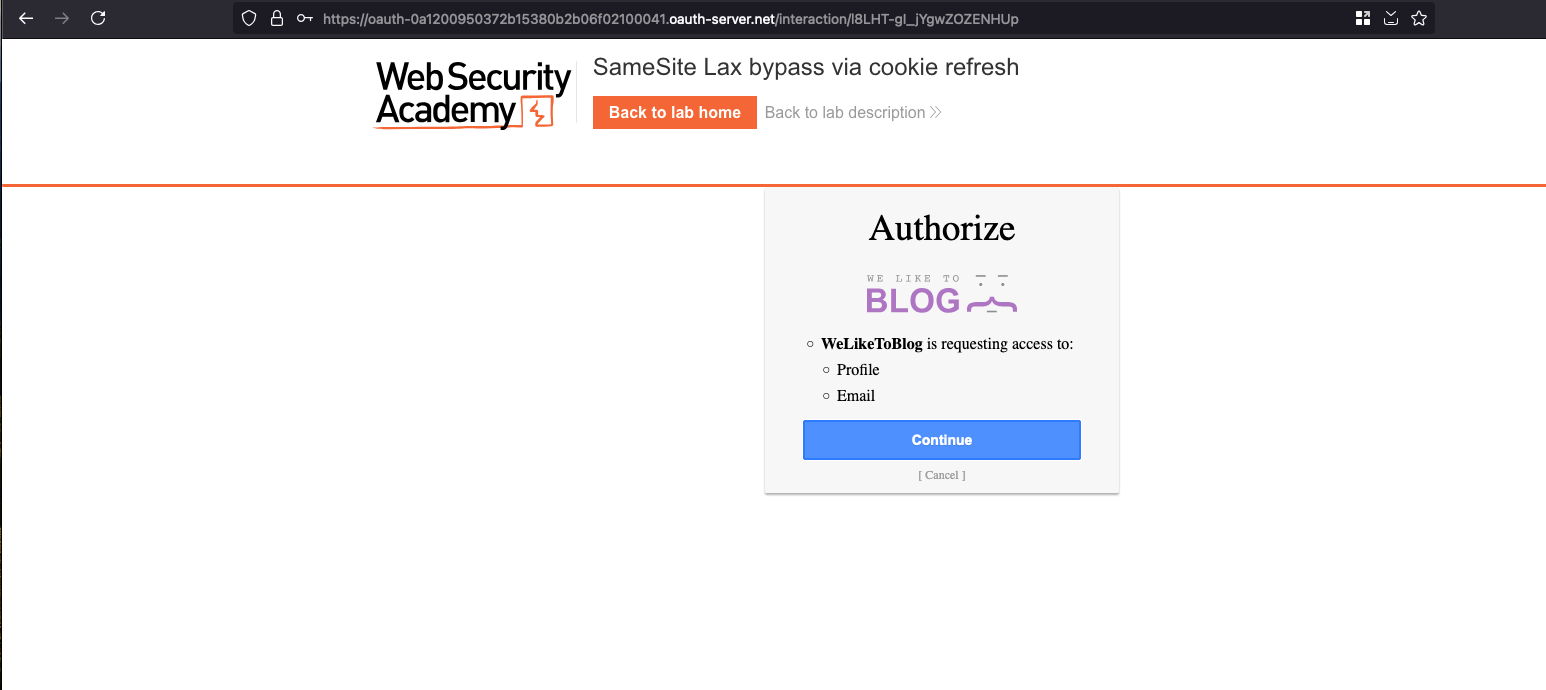 https://oauth-0a1200950372b15380b2b06f02100041.oauth-server.net/interaction/l8LHT-gl_jYgwZOZENHUp
Web Security
Academy
SameSite Lax bypass via cookie refresh
Back to lab home
Back to lab description
Authorize
WE LIKE TO
BLOG
WeLikeToBlog is requesting access to:
Profile
Email
Continue
[ Cancel ]